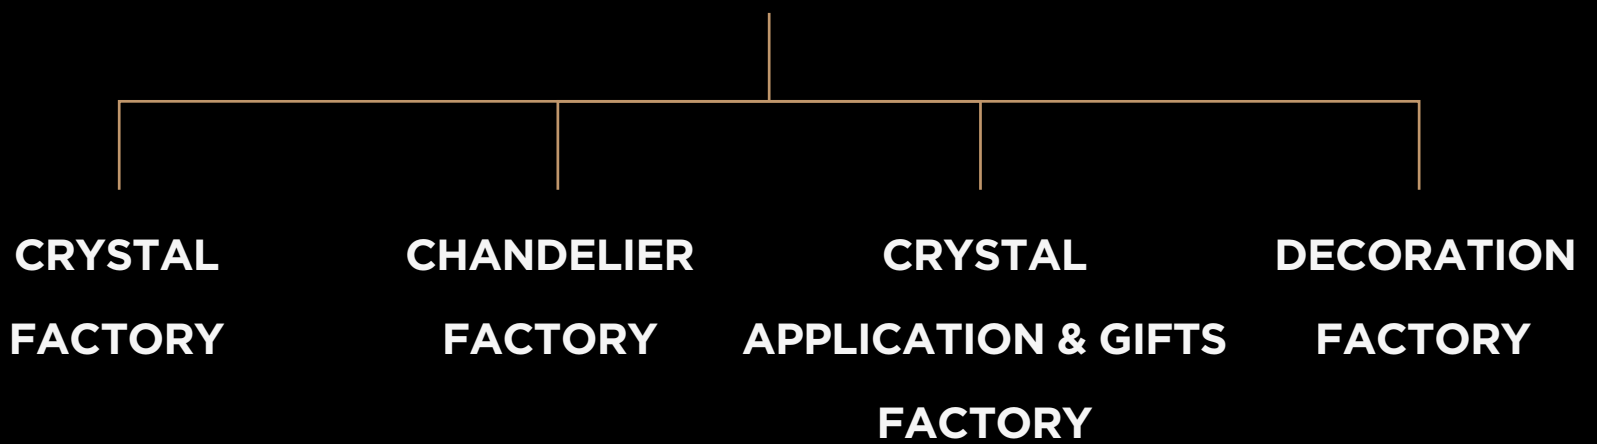 CRYSTAL
FACTORY
CHANDELIER
FACTORY
CRYSTAL
APPLICATION & GIFTS
FACTORY
DECORATION
FACTORY